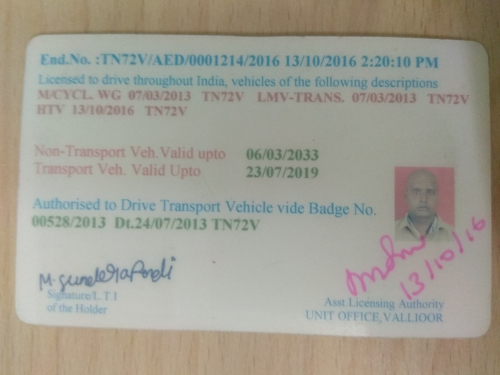 End.No. :TN72V/AED/0001214/2016 13/10/2016 2:20:10 PM
Licensed to drive throughout India, vehicles of the following descriptions
M/CYCL. WG 07/03/2013 TN72V LMV-TRANS. 07/03/2013 TN72V
HTV 13/10/2016 TN72V
Non-Transport Veh.Valid upto 06/03/2033
Transport Veh. Valid Upto 23/07/2019
Authorised to Drive Transport Vehicle vide Badge No.
00528/2013 Dt.24/07/2013 TN72V
M.
Signature/L.T.I
of the Holder
13/10/16
Asst Licensing Authority
UNIT OFFICE,VALLIOOR